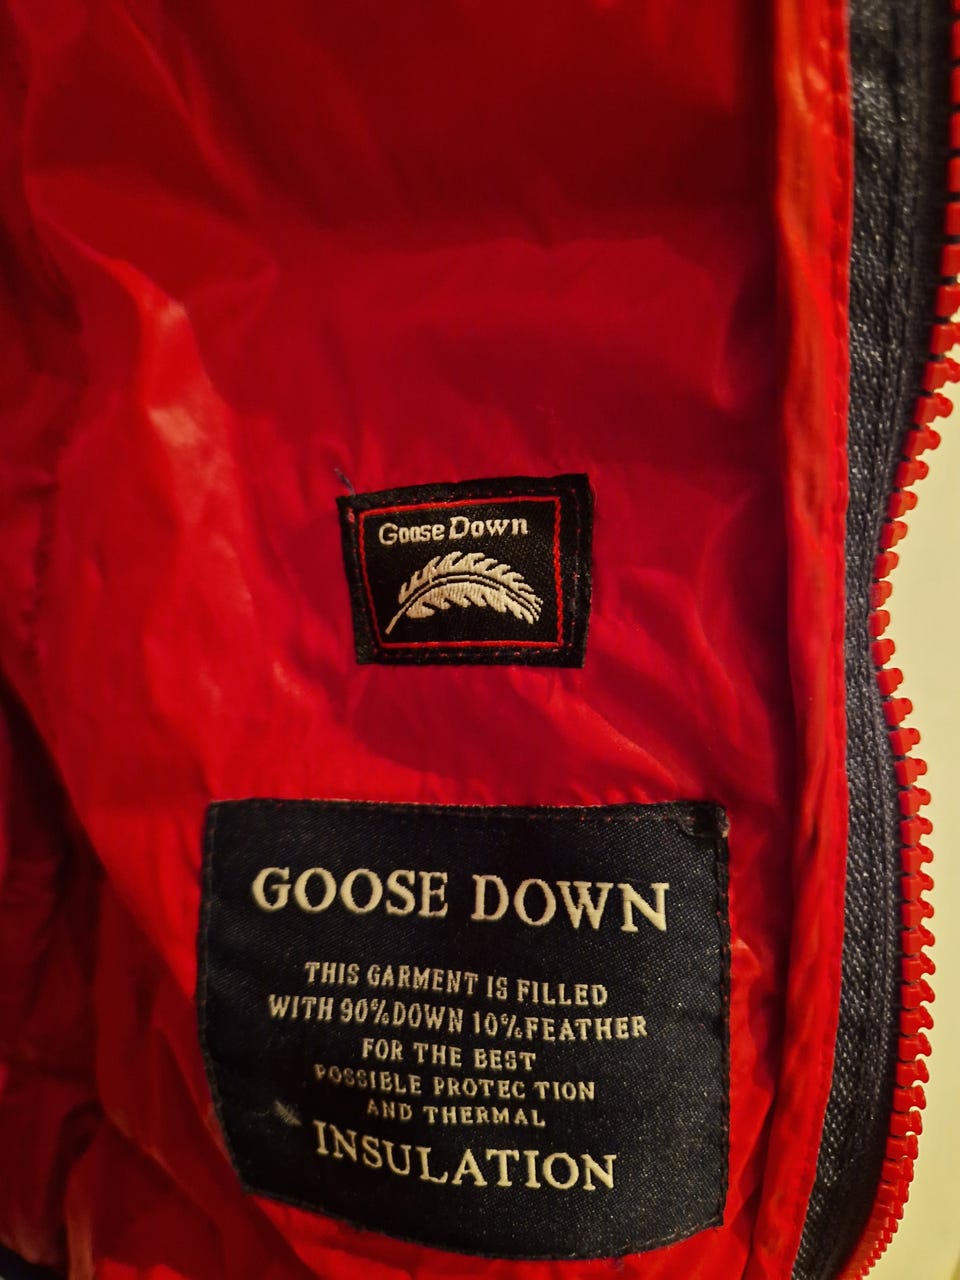 Goose Down
GOOSE DOWN
THIS GARMENT IS FILLED
WITH 90%DOWN 10%FEATHER
FOR THE BEST
POSSIBLE PROTEC TION
AND THERMAL
INSULATION